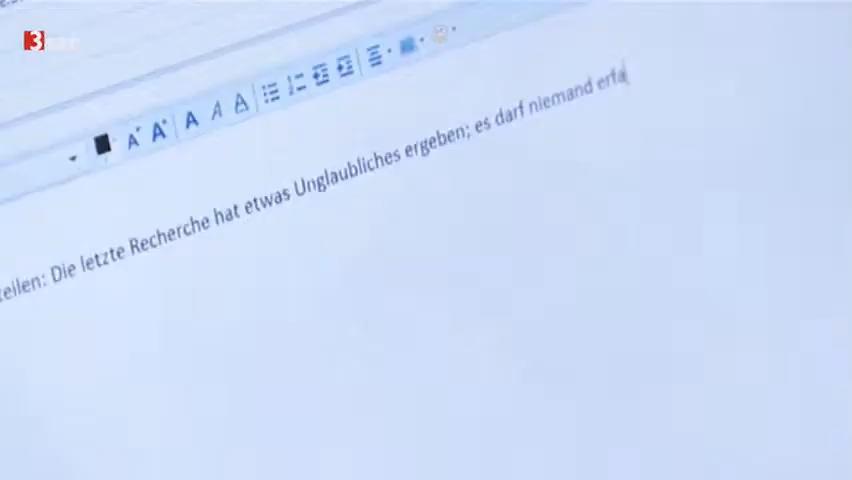 3sat
teilen: Die letzte Recherche hat etwas Unglaubliches ergeben; es darf niemand erfa